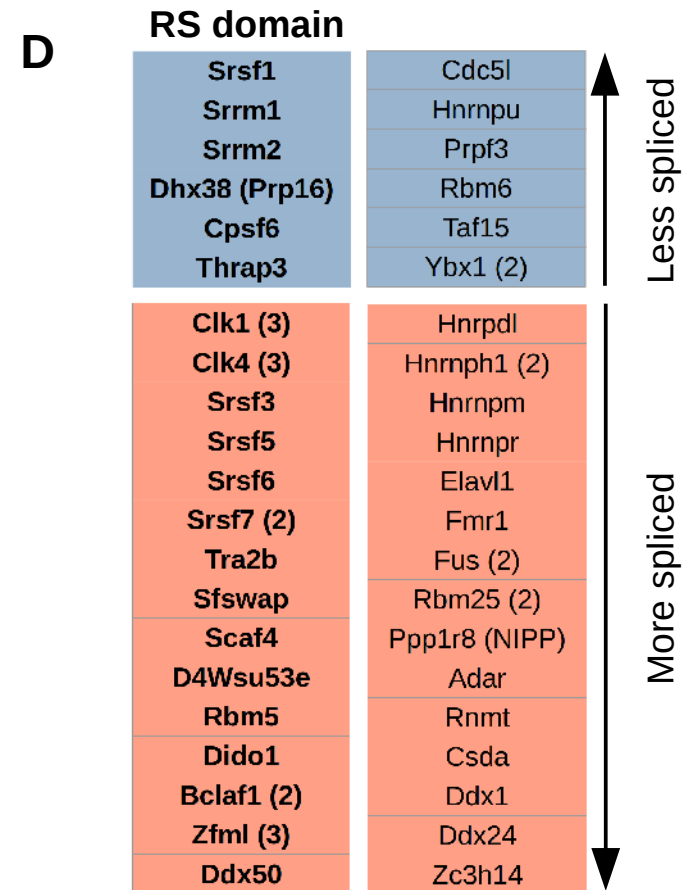 D
RS domain
Srsf1 Cdc5l
Srrm1 Hnrnpu
Srrm2 Prpf3
Dhx38 (Prp16) Rbm6
Cpsf6 Taf15
Thrap3 Ybx1 (2)
Less spliced
Clk1 (3) Hnrpdl
Clk4 (3) Hnrnph1 (2)
Srsf3 Hnrnpm
Srsf5 Hnrnpr
Srsf6 Elavl1
Srsf7 (2) Fmr1
Tra2b Fus (2)
Sfswap Rbm25 (2)
Scaf4 Ppp1r8 (NIPP)
D4Wsu53e Adar
Rbm5 Rnmt
Dido1 Csda
Bclaf1 (2) Ddx1
Zfml (3) Ddx24
Ddx50 Zc3h14
More spliced